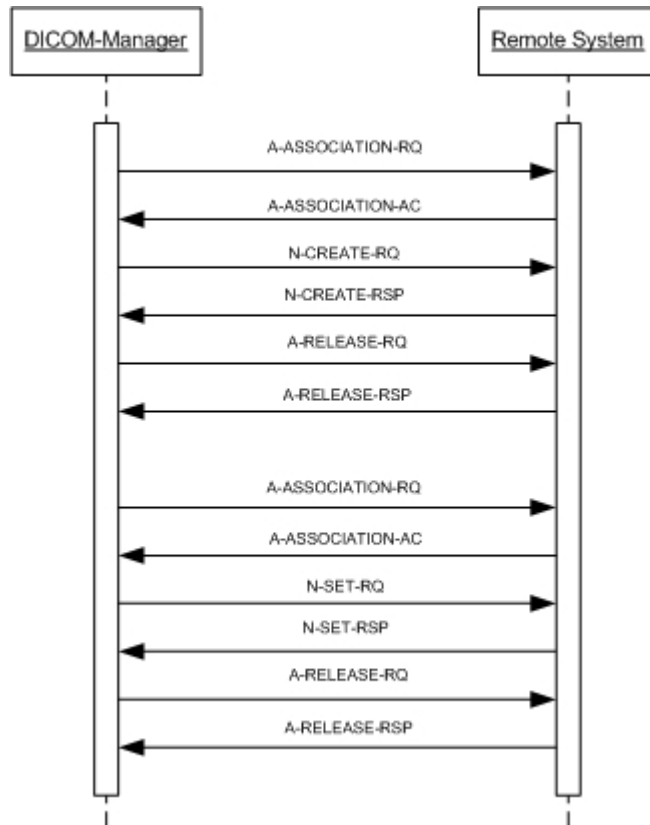 DICOM-Manager
Remote System
A-ASSOCIATION-RQ
A-ASSOCIATION-AC
N-CREATE-RQ
N-CREATE-RSP
A-RELEASE-RQ
A-RELEASE-RSP
A-ASSOCIATION-RQ
A-ASSOCIATION-AC
N-SET-RQ
N-SET-RSP
A-RELEASE-RQ
A-RELEASE-RSP